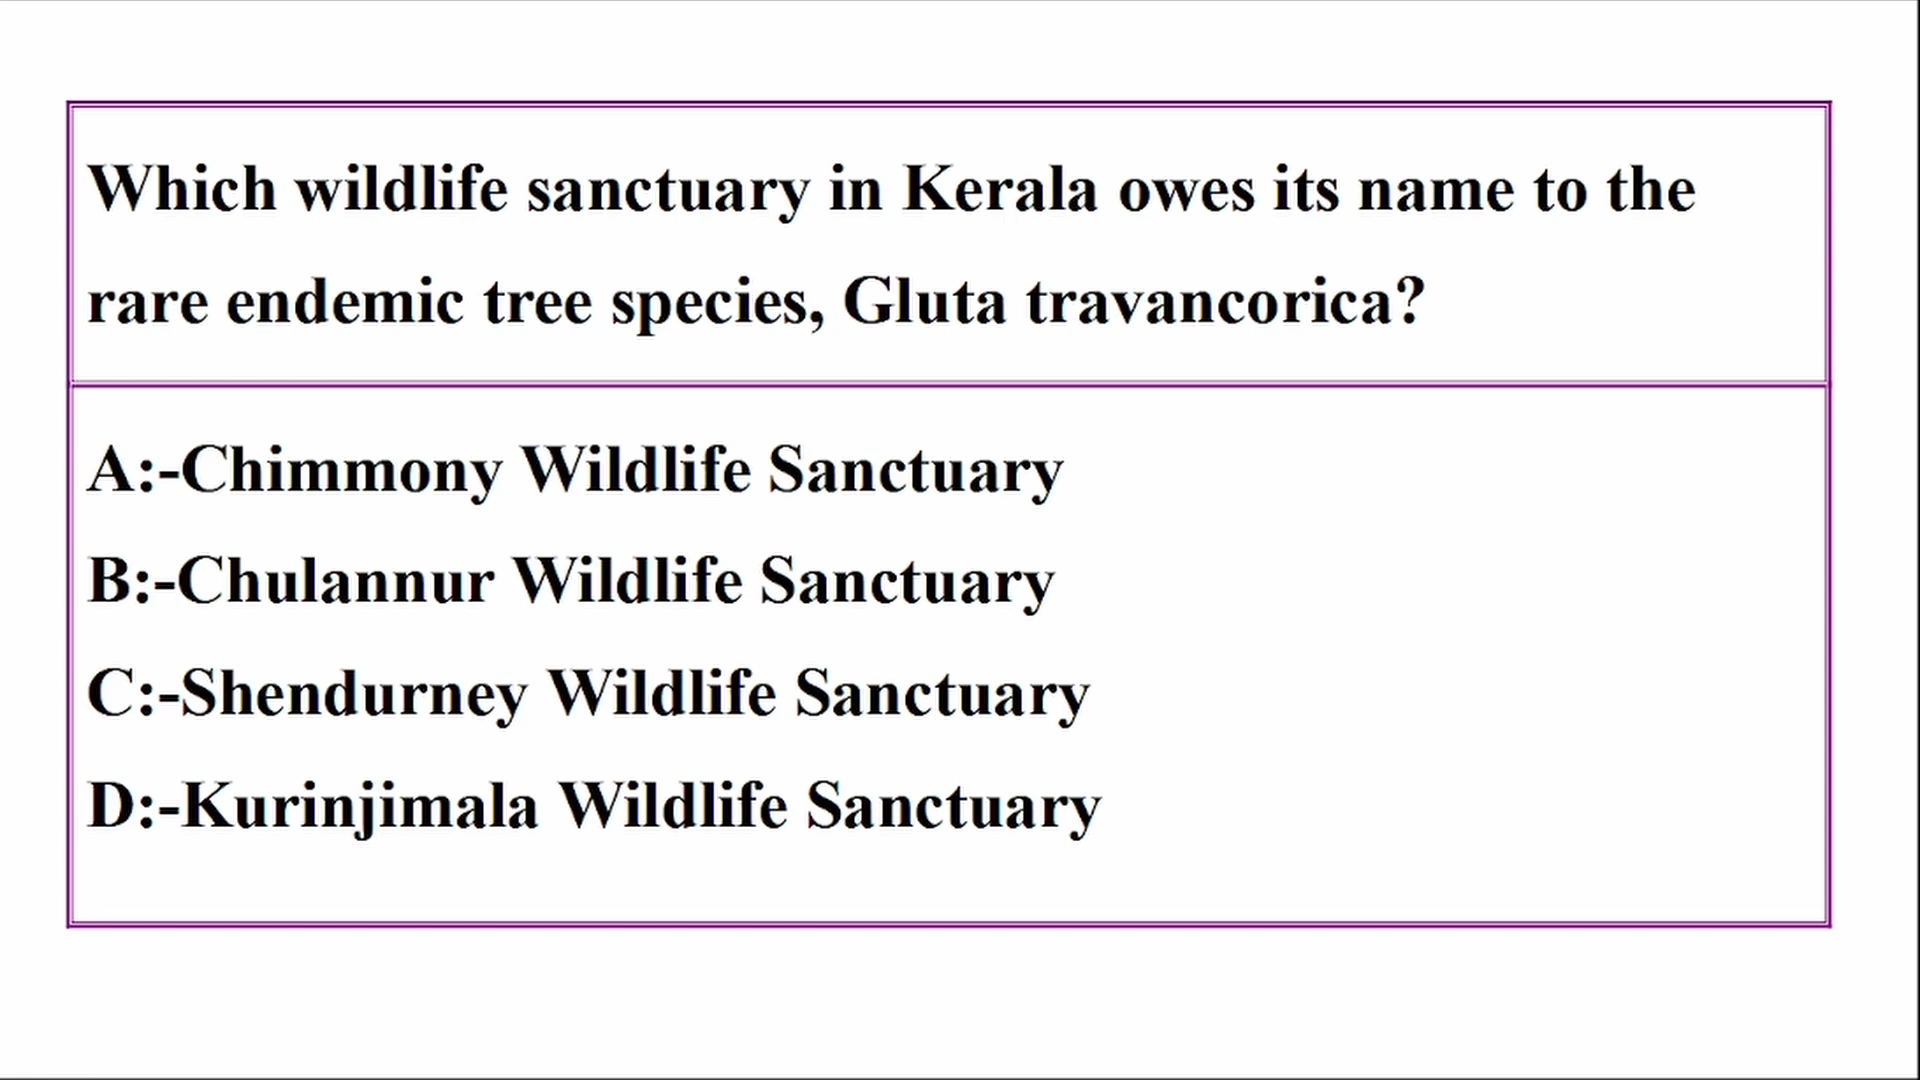 Which wildlife sanctuary in Kerala owes its name to the
rare endemic tree species, Gluta travancorica?
A:-Chimmony Wildlife Sanctuary
B:-Chulannur Wildlife Sanctuary
C:-Shendurney Wildlife Sanctuary
D:-Kurinjimala Wildlife Sanctuary